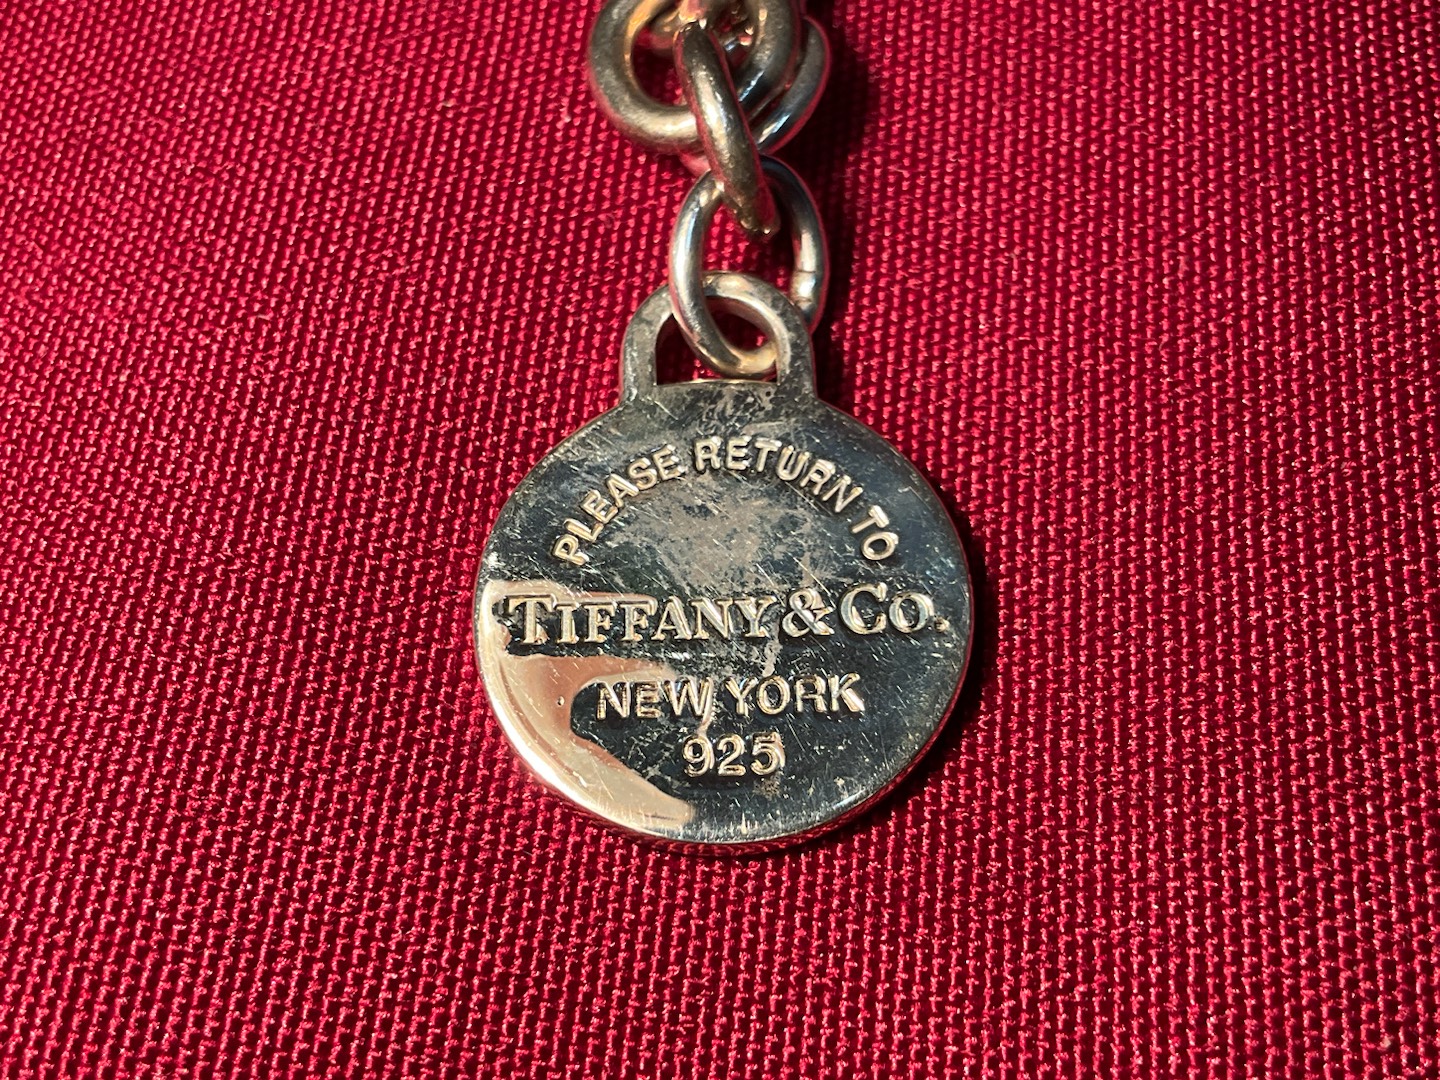 PLEASE RETURN TO
TIFFANY & CO.
NEW YORK
925